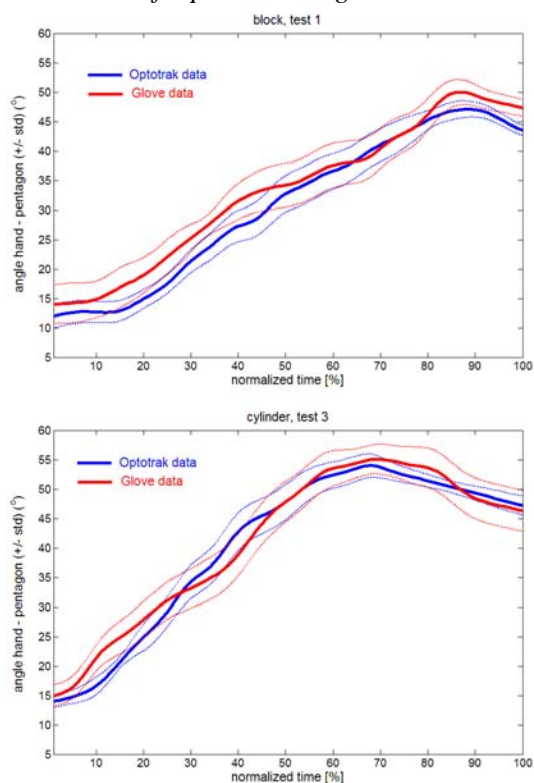 block, test 1
60
55
50
45
40
35
30
25
20
15
10
5
angle hand - pentagon (+/- std) (°)
Optotrak data
Glove data
10 20 30 40 50 60 70 80 90 100
normalized time [%]
cylinder, test 3
60
55
50
45
40
35
30
25
20
15
10
5
angle hand - pentagon (+/- std) (°)
Optotrak data
Glove data
10 20 30 40 50 60 70 80 90 100
normalized time [%]